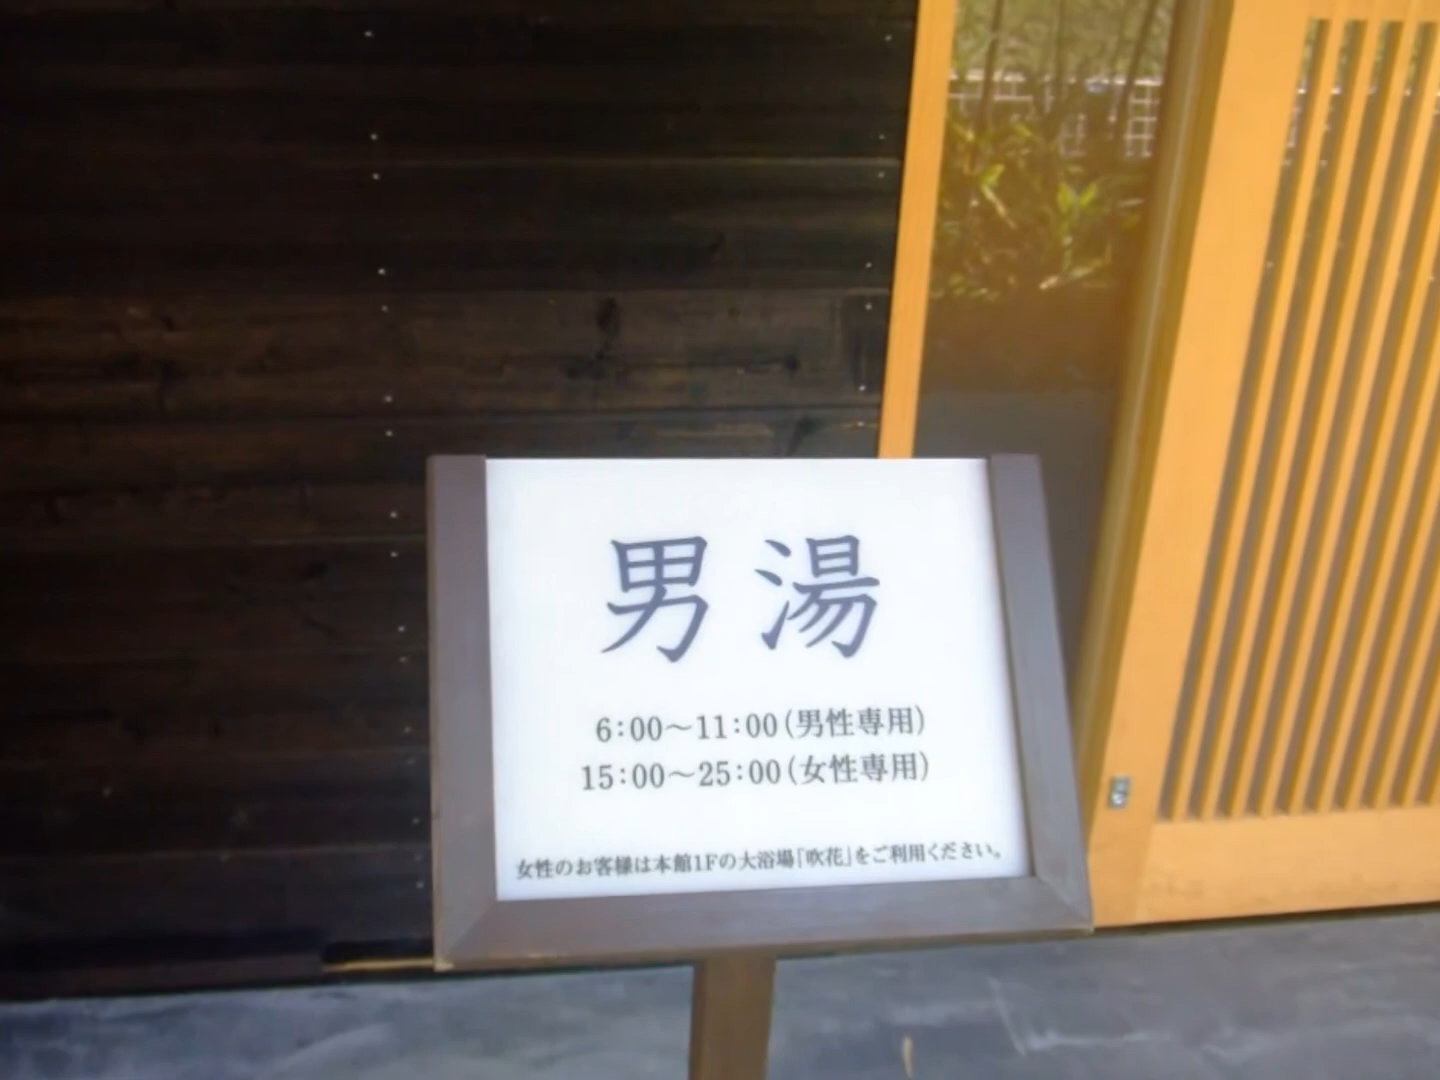 男湯
6:00～11:00(男性専用)
15:00～25:00(女性専用)
女性のお客様は本館1Fの大浴場「吹花」をご利用ください。